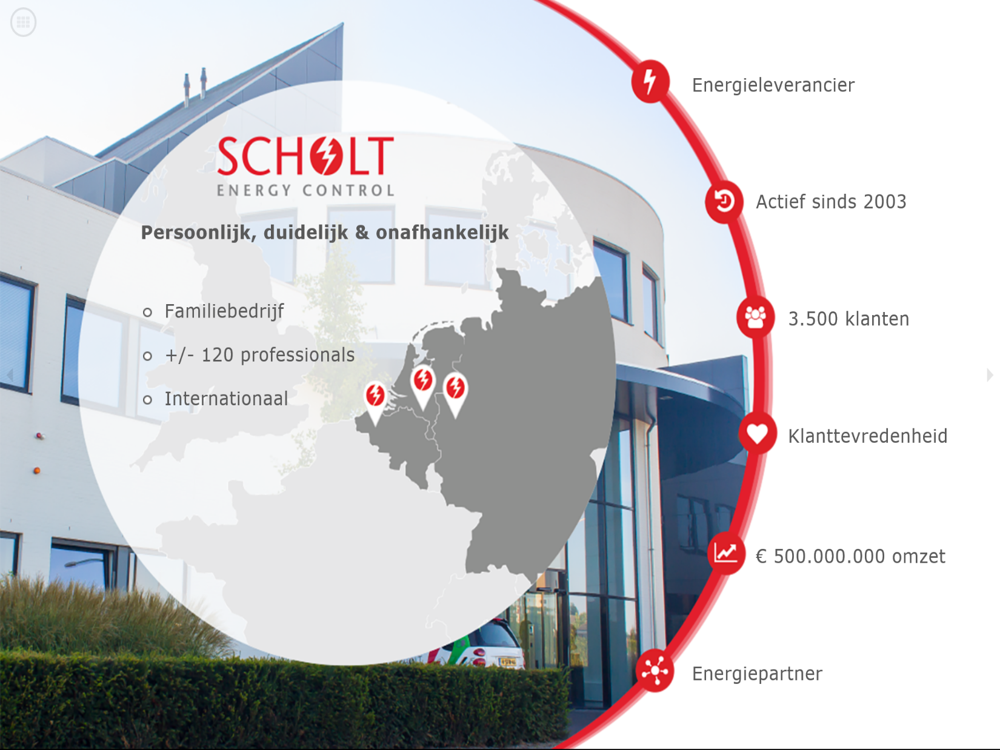 SCHOLT
ENERGY CONTROL
Persoonlijk, duidelijk & onafhankelijk
Familiebedrijf
+/- 120 professionals
Internationaal
Energieleverancier
Actief sinds 2003
3.500 klanten
Klanttevredenheid
€ 500.000.000 omzet
Energiepartner